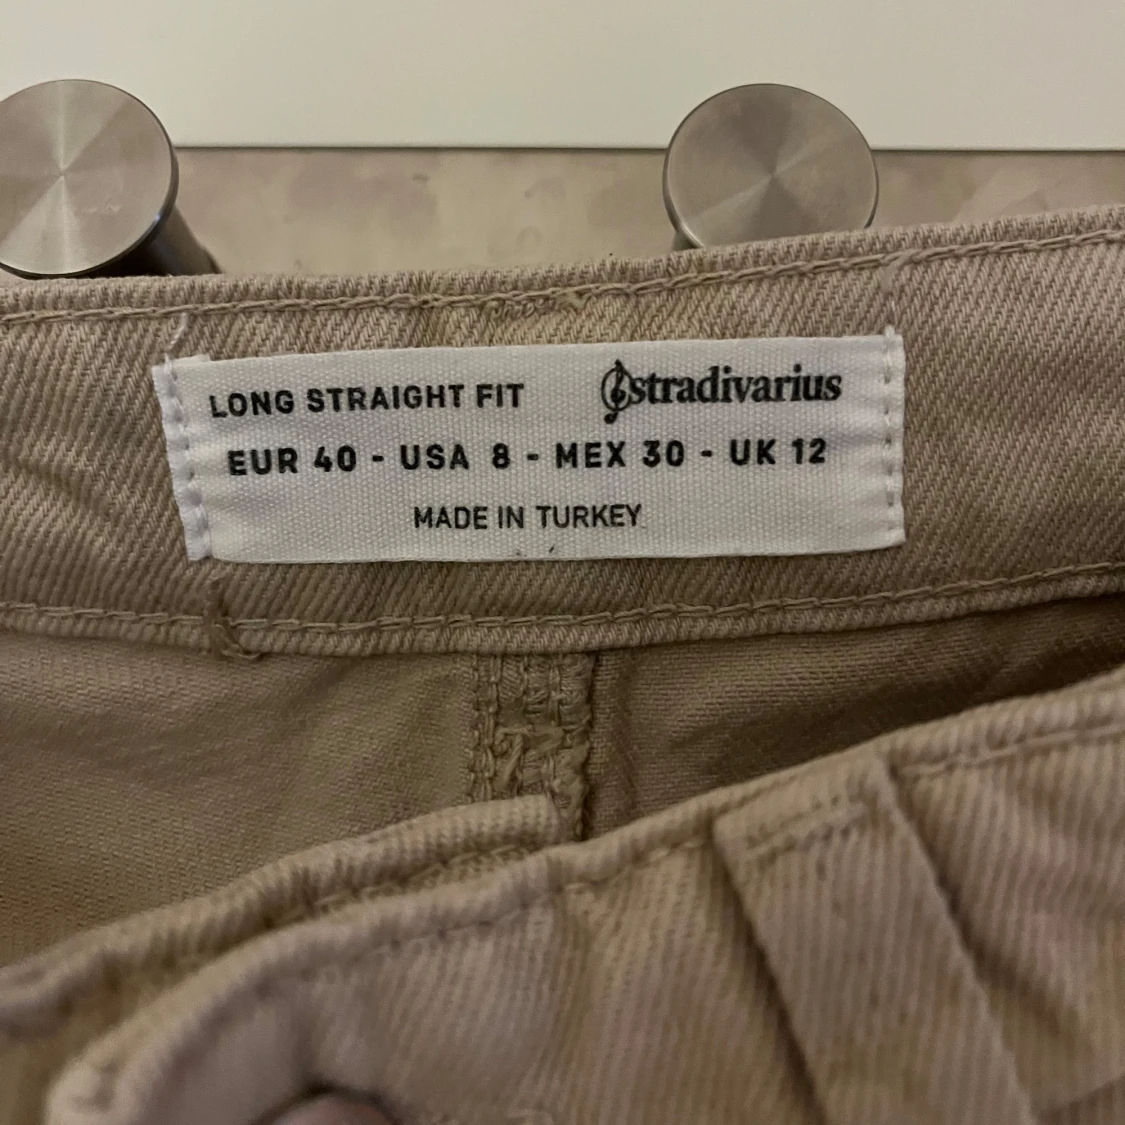 LONG STRAIGHT FIT stradivarius
EUR 40 - USA 8 - MEX 30 - UK 12
MADE IN TURKEY